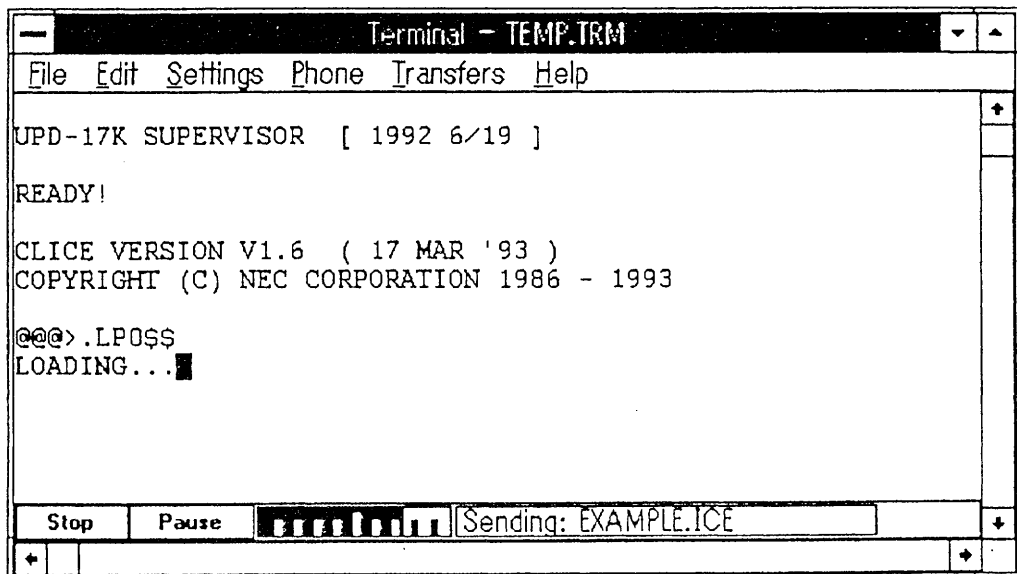 Terminal - TEMP.TRM
File Edit Settings Phone Transfers Help
UPD-17K SUPERVISOR [ 1992 6/19 ]
READY!
CLICE VERSION V1.6 ( 17 MAR '93 )
COPYRIGHT (C) NEC CORPORATION 1986 - 1993
@@@>.LP0$$
LOADING...
Stop Pause Sending: EXAMPLE.ICE